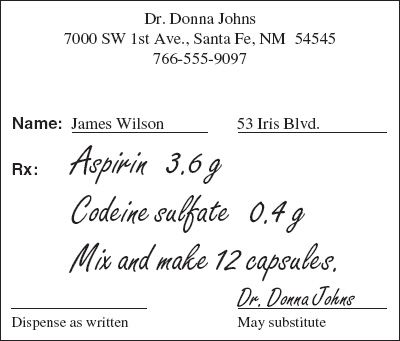 Dr. Donna Johns
7000 SW 1st Ave., Santa Fe, NM 54545
766-555-9097
Name: James Wilson 53 Iris Blvd.
Rx: Aspirin 3.6 g
Codeine sulfate 0.4 g
Mix and make 12 capsules.
Dr. Donna Johns
Dispense as written May substitute